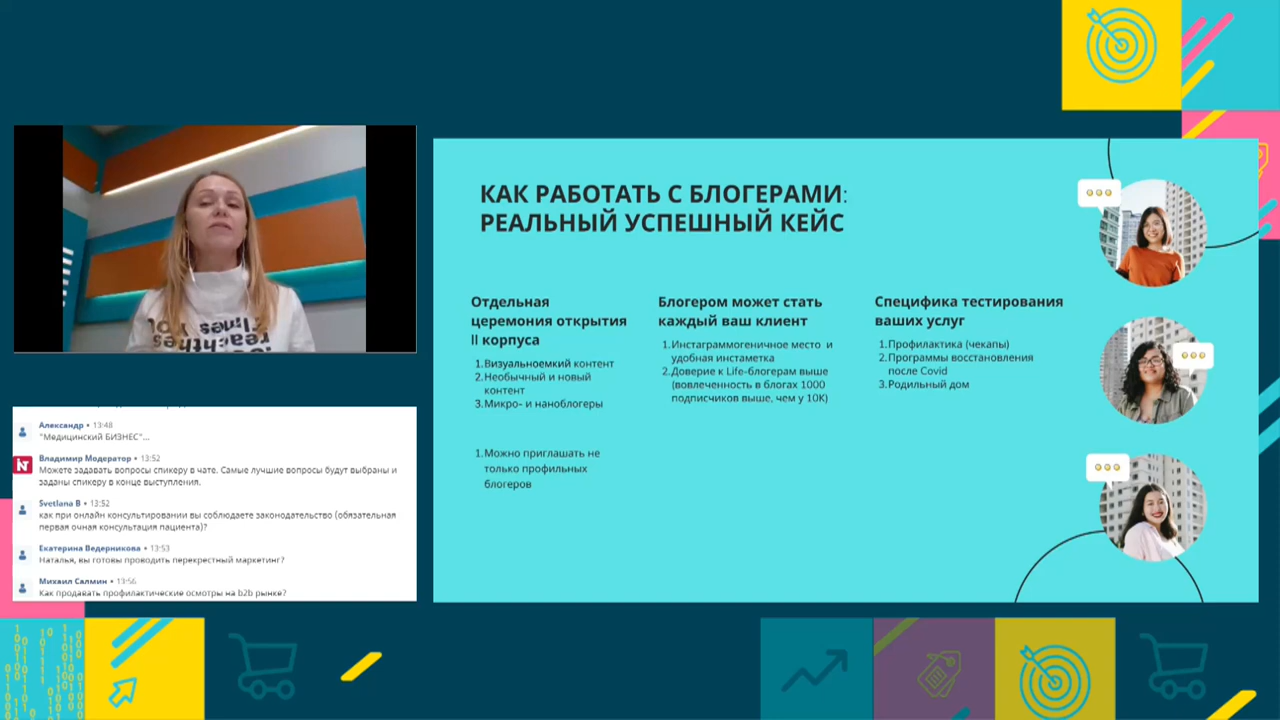 КАК РАБОТАТЬ С БЛОГЕРАМИ:
РЕАЛЬНЫЙ УСПЕШНЫЙ КЕЙС
Отдельная
церемония открытия
II корпуса
1.Визуальноемкий контент
2.Необычный и новый
контент
3.Микро- и наноблогеры
1.Можно приглашать не
только профильных
блогеров
Блогером может стать
каждый ваш клиент
1.Инстаграммогеничное место и
удобная инстаметка
2.Доверие к Life-блогерам выше
(вовлеченность в блогах 1000
подписчиков выше, чем у 10К)
Специфика тестирования
ваших услуг
1.Профилактика (чекапы)
2.Программы восстановления
после Covid
3.Родильный дом
Александр • 13:48
"Медицинский БИЗНЕС"...
Владимир Модератор • 13:52
Можете задавать вопросы спикеру в чате. Самые лучшие вопросы будут выбраны и
заданы спикеру в конце выступления.
Svetlana B • 13:52
как при онлайн консультировании вы соблюдаете законодательство (обязательная
первая очная консультация пациента)?
Екатерина Ведерникова • 13:53
Наталья, вы готовы проводить перекрестный маркетинг?
Михаил Салмин • 13:56
Как продавать профилактические осмотры на b2b рынке?